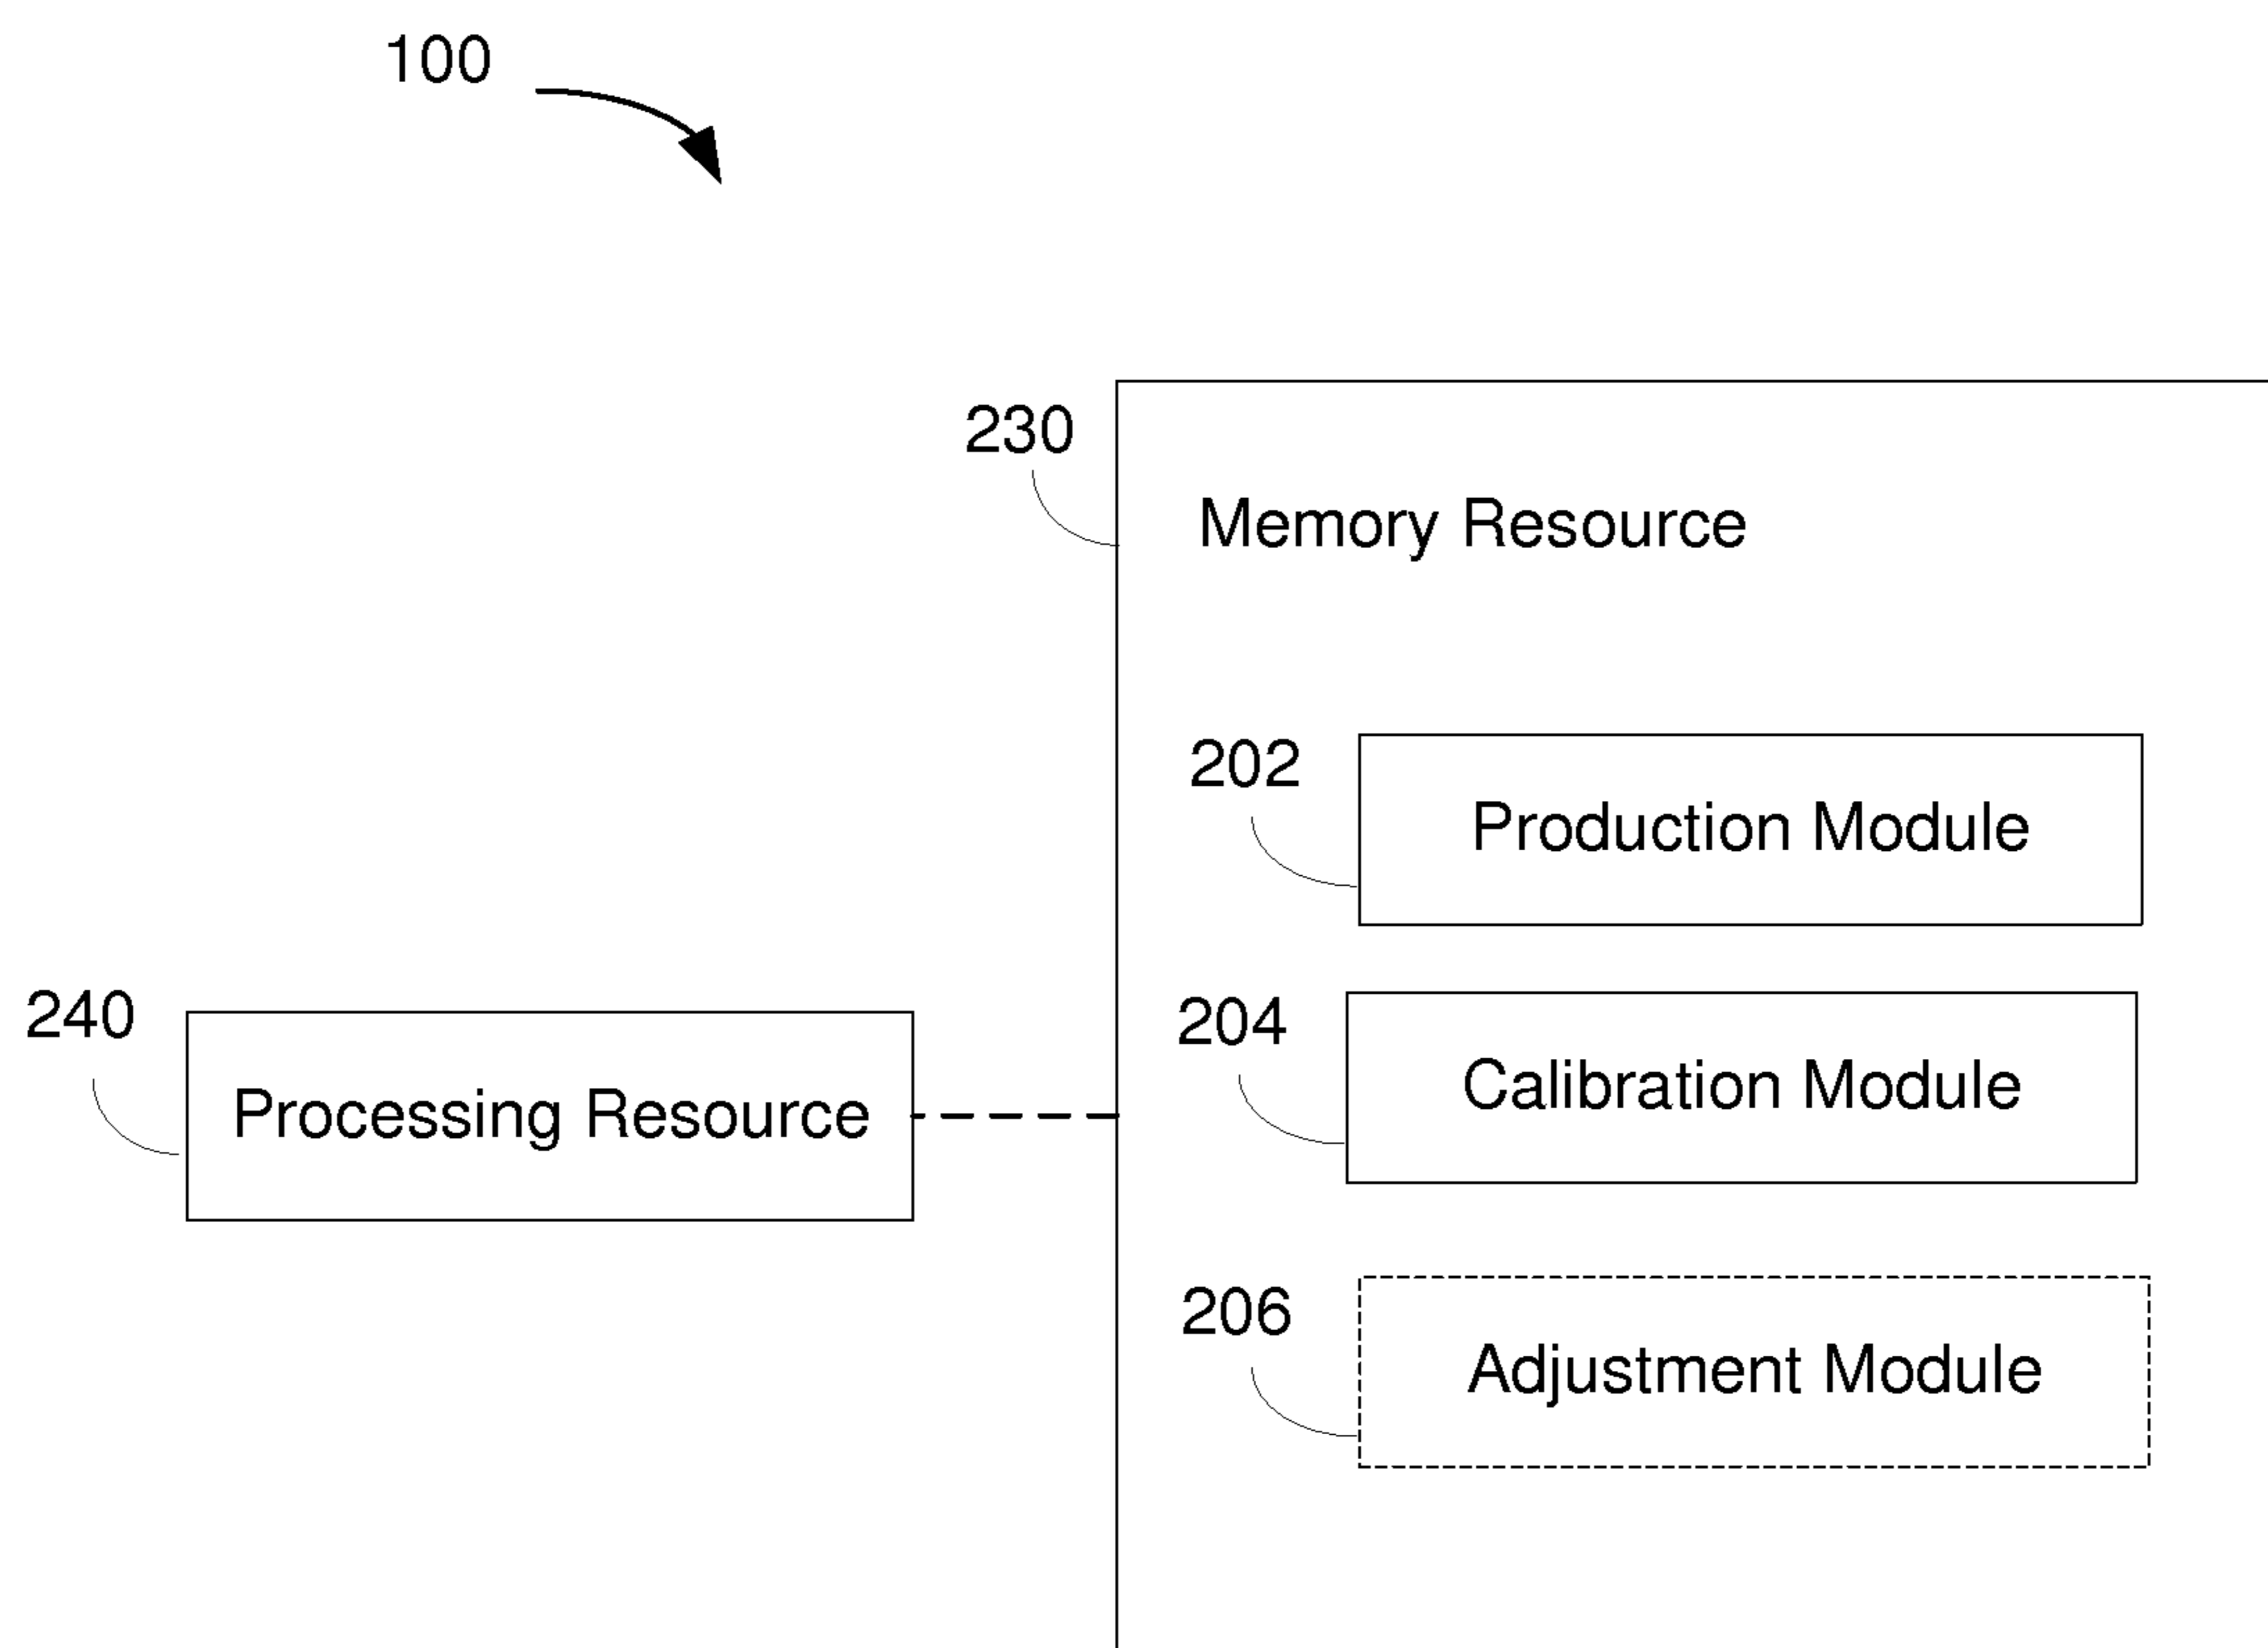 100
230
Memory Resource
202
Production Module
240
204
Calibration Module
Processing Resource
206
Adjustment Module